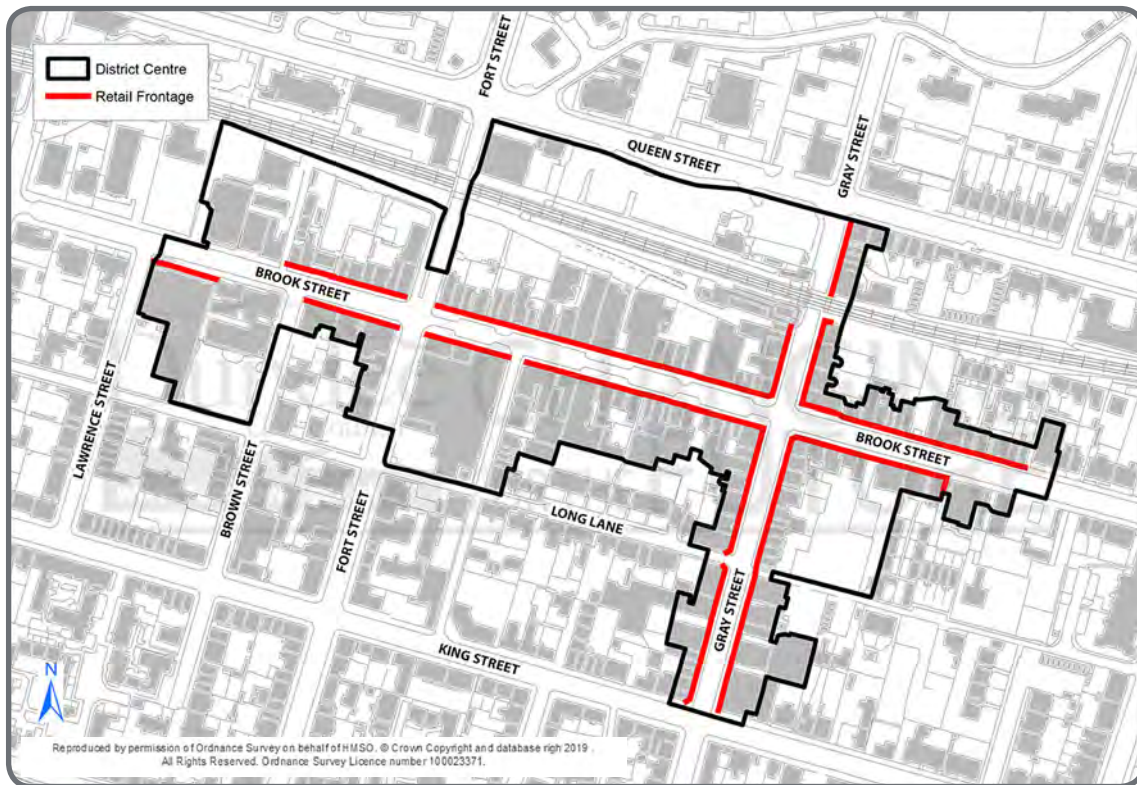 District Centre
Retail Frontage
FORT STREET
QUEEN STREET
GRAY STREET
BROOK STREET
LAWRENCE STREET
BROWN STREET
FORT STREET
LONG LANE
GRAY STREET
BROOK STREET
KING STREET
N
Reproduced by permission of Ordnance Survey on behalf of HMSO. © Crown Copyright and database righ 2019 .
All Rights Reserved. Ordnance Survey Licence number 100023371.